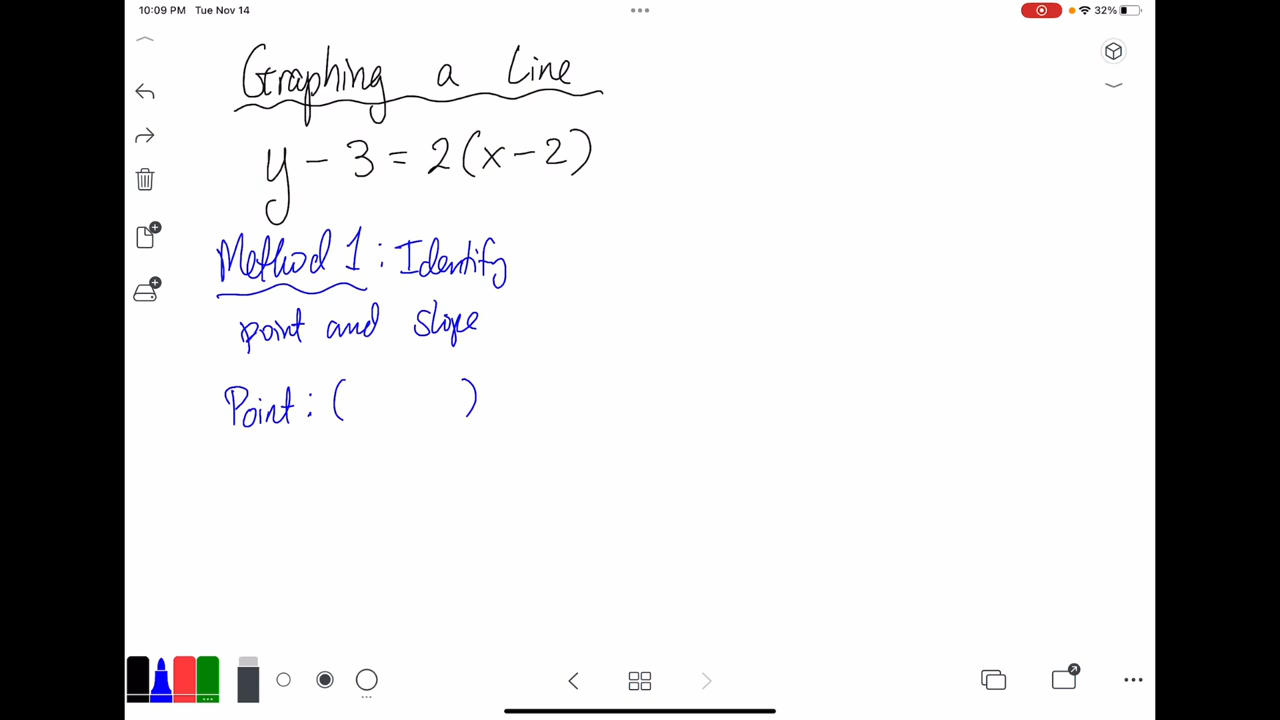 10:09 PM Tue Nov 14
32%
Graphing a Line
y - 3 = 2(x - 2)
Method 1: Identify
point and slope
Point: ( )